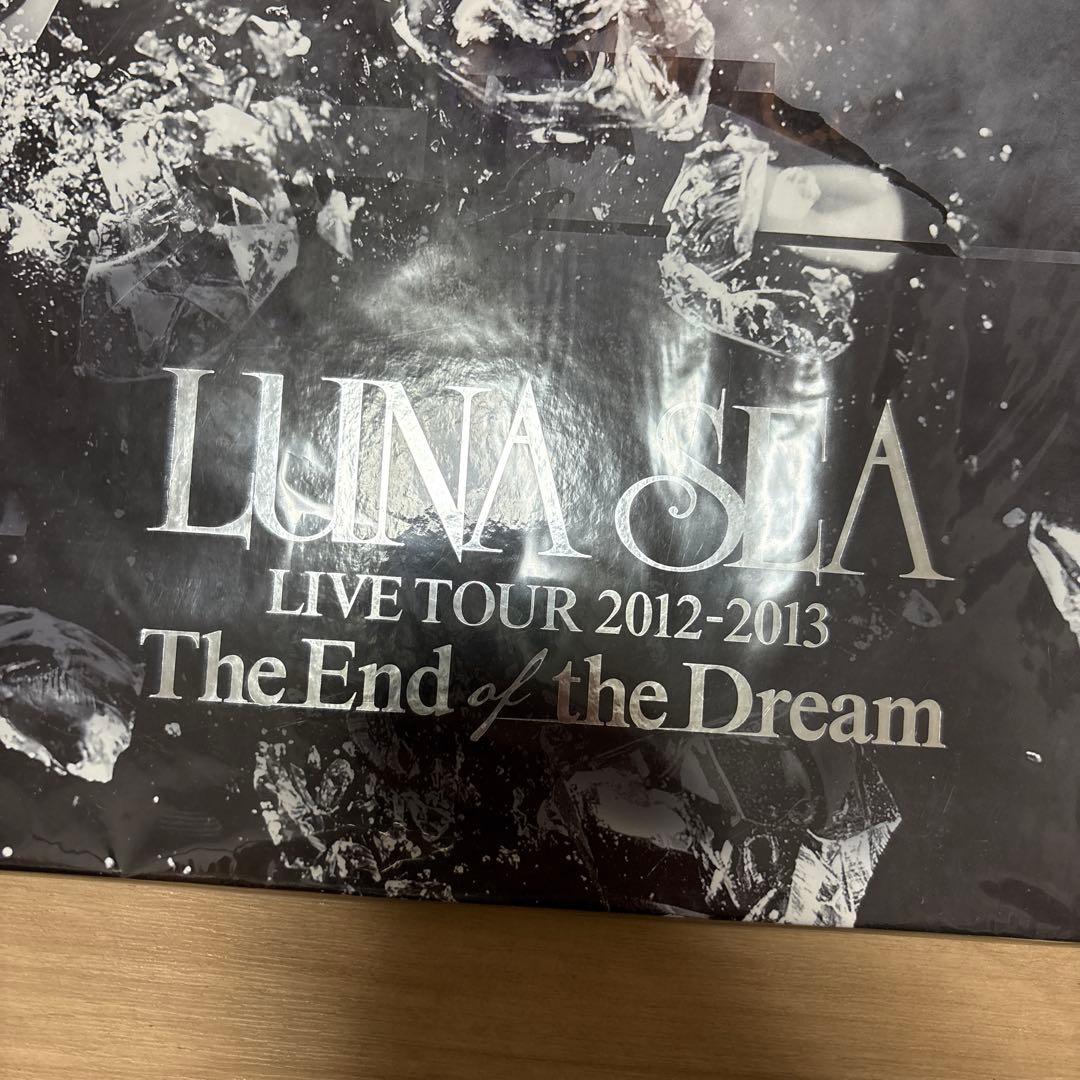 LUNA SEA
LIVE TOUR 2012-2013
The End of the Dream